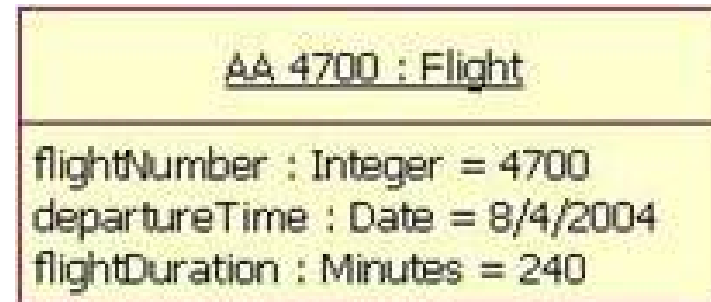 AA 4700 : Flight
flightNumber : Integer = 4700
departureTime : Date = 8/4/2004
flightDuration : Minutes = 240